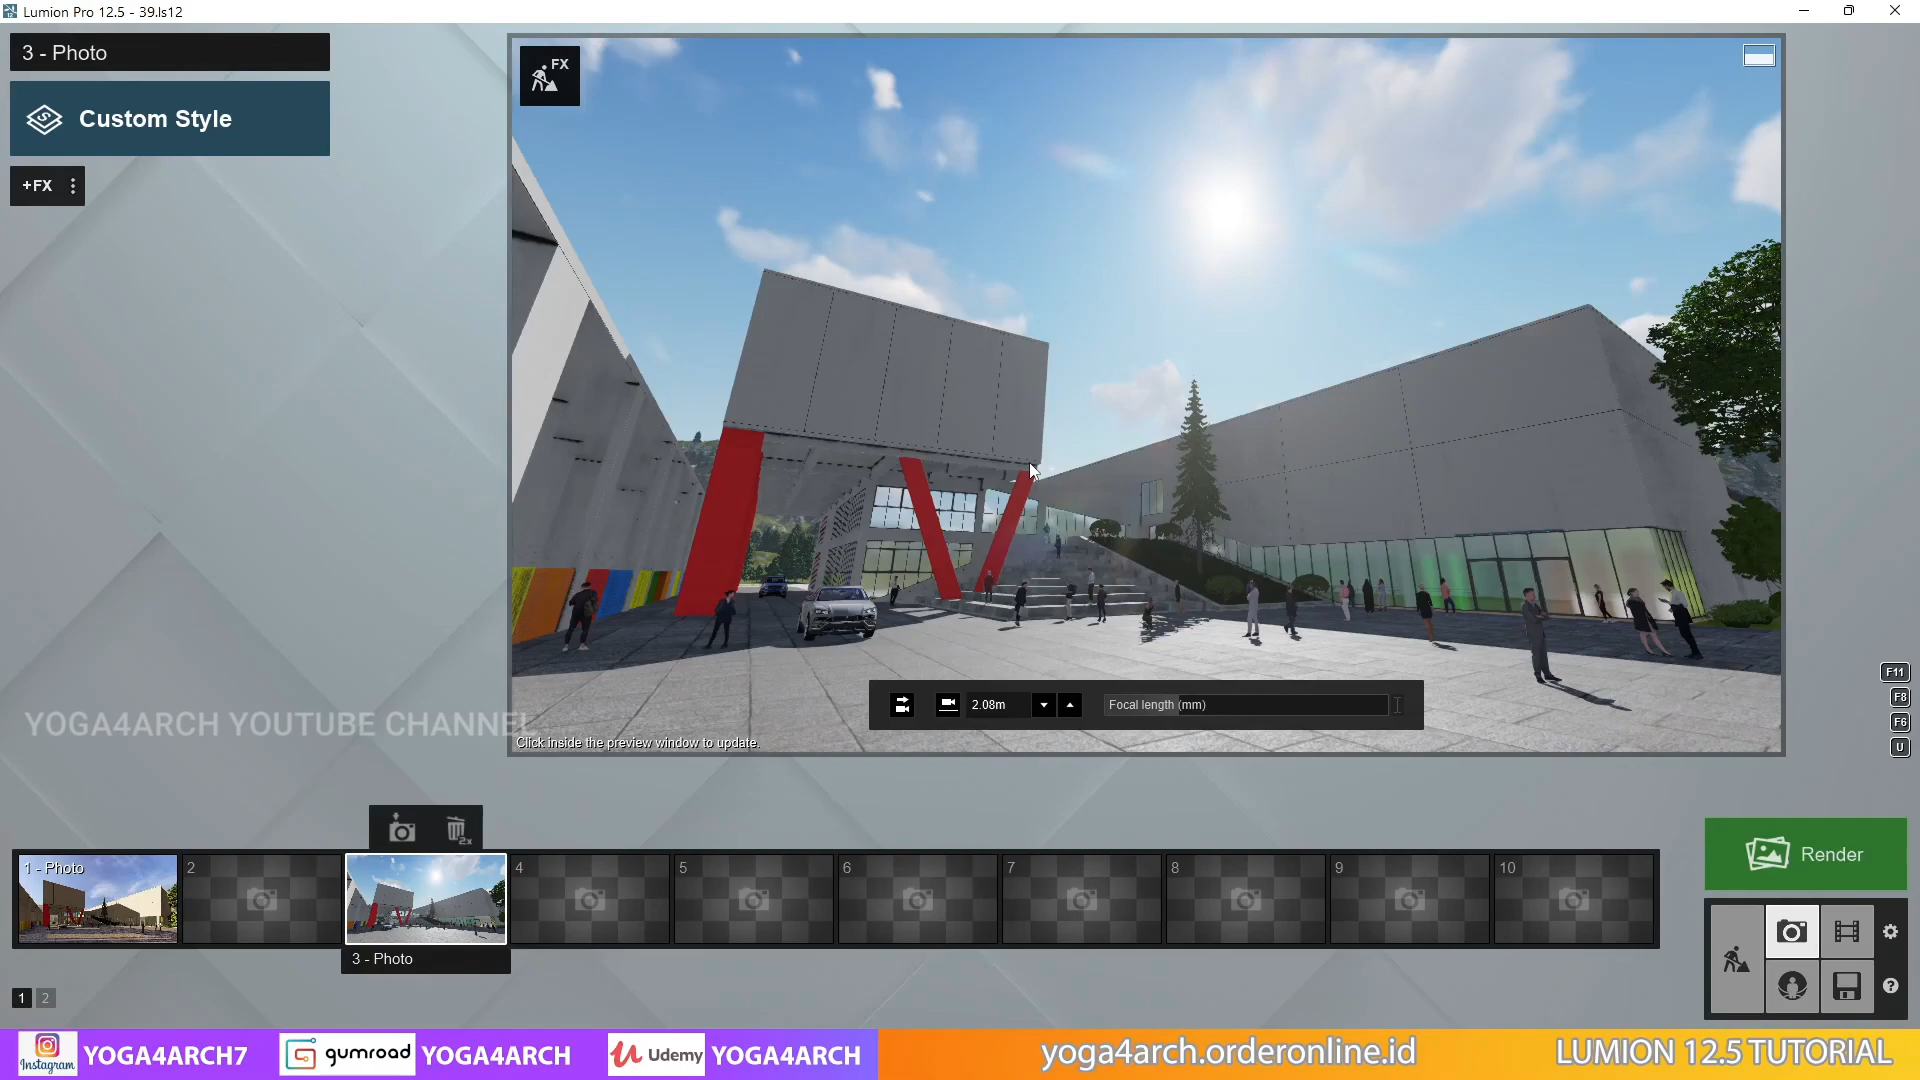 Lumion Pro 12.5 - 39.ls12
3 - Photo
Custom Style
+FX
FX
2.08m
Focal length (mm)
Click inside the preview window to update.
YOGA4ARCH YOUTUBE CHANNEL
F11
F8
F6
U
2x
1 - Photo
2
4
5
6
7
8
9
10
3 - Photo
Render
1 2
Instagram YOGA4ARCH7 gumroad YOGA4ARCH Udemy YOGA4ARCH yoga4arch.orderonline.id LUMION 12.5 TUTORIAL